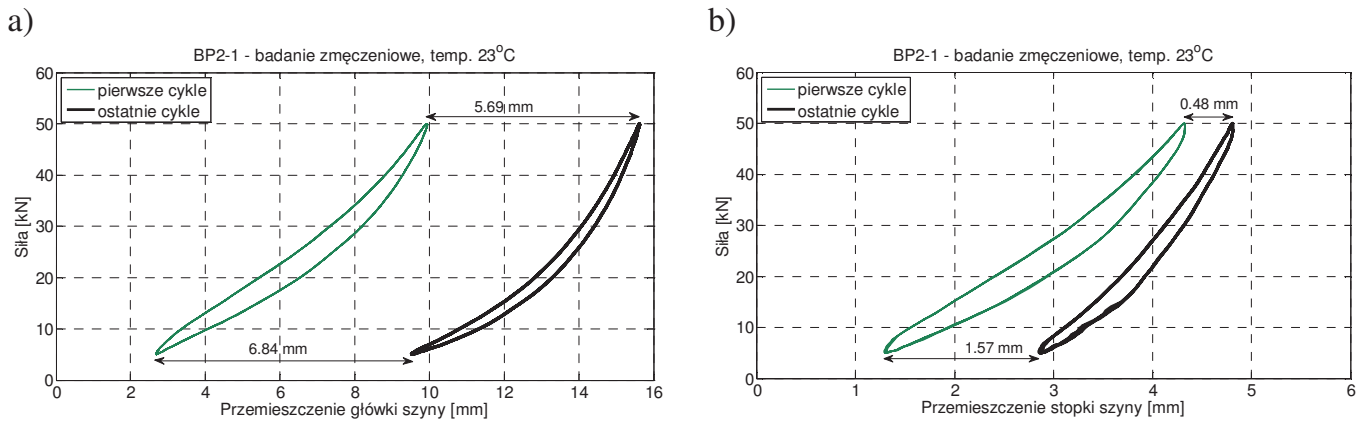 a)
BP2-1 - badanie zmęczeniowe, temp. 23°C
60
50
40
30
20
10
0
Siła [kN]
pierwsze cykle
ostatnie cykle
5.69 mm
6.84 mm
0 2 4 6 8 10 12 14 16
Przemieszczenie główki szyny [mm]
b)
BP2-1 - badanie zmęczeniowe, temp. 23°C
60
50
40
30
20
10
0
Siła [kN]
pierwsze cykle
ostatnie cykle
0.48 mm
1.57 mm
0 1 2 3 4 5 6
Przemieszczenie stopki szyny [mm]